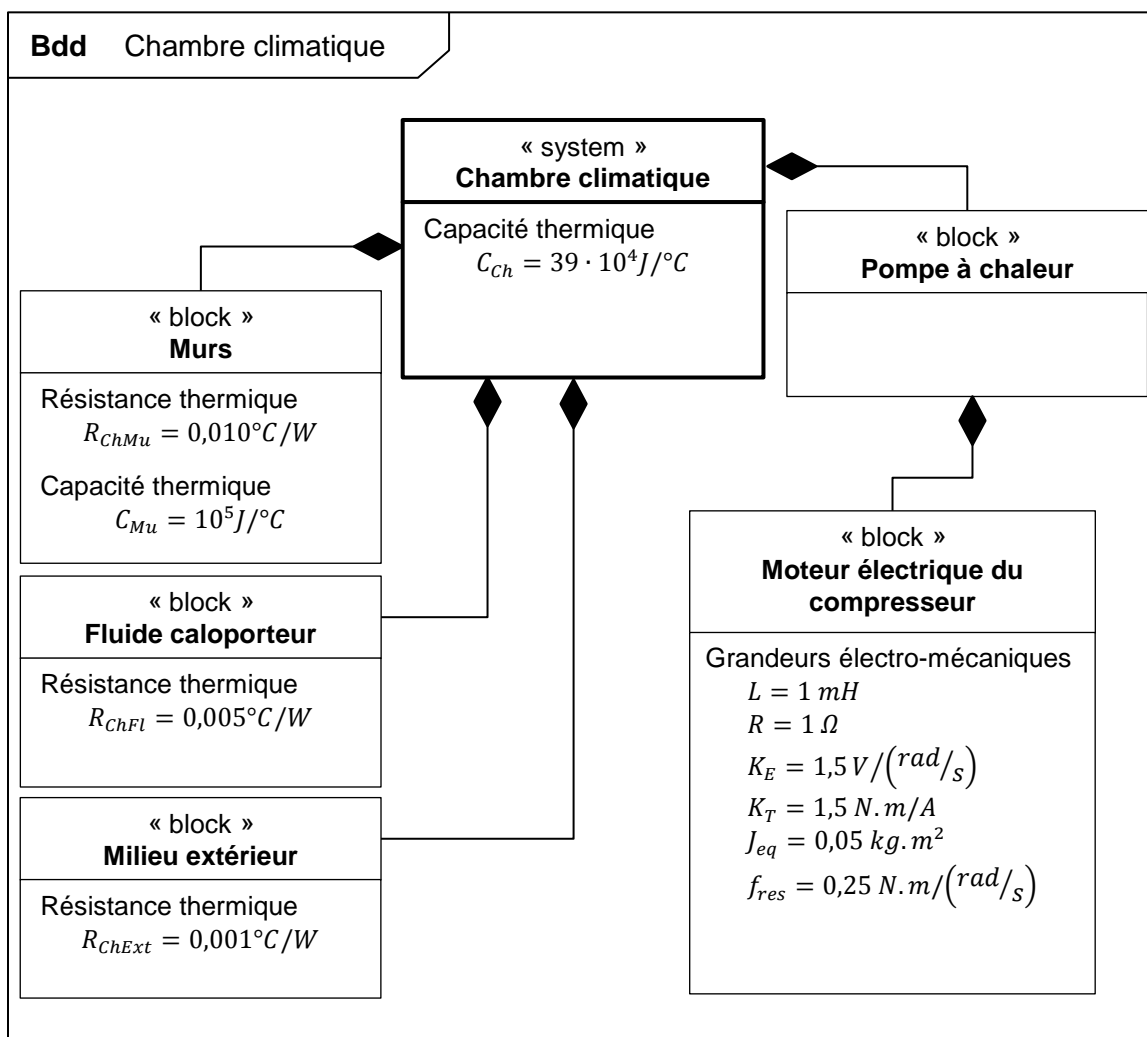 Bdd Chambre climatique
« system »
Chambre climatique
Capacité thermique
C_{Ch} = 39 · 10^4 J/°C
« block »
Pompe à chaleur
« block »
Murs
Résistance thermique
R_{ChMu} = 0,010°C/W
Capacité thermique
C_{Mu} = 10^5 J/°C
« block »
Fluide caloporteur
Résistance thermique
R_{ChFl} = 0,005°C/W
« block »
Milieu extérieur
Résistance thermique
R_{ChExt} = 0,001°C/W
« block »
Moteur électrique du
compresseur
Grandeurs électro-mécaniques
L = 1 mH
R = 1 Ω
K_E = 1,5 V/(rad/s)
K_T = 1,5 N.m/A
J_{eq} = 0,05 kg.m²
f_{res} = 0,25 N.m/(rad/s)